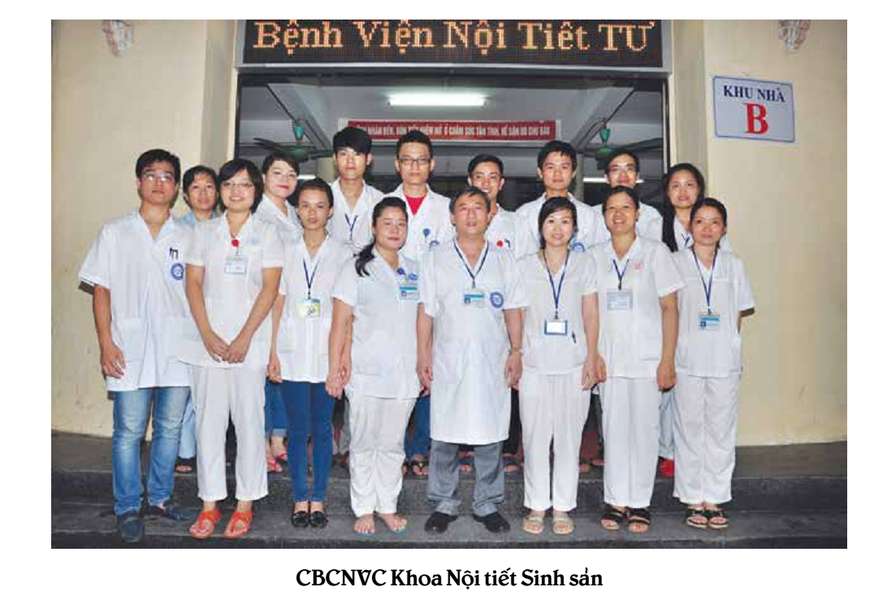 Bệnh Viện Nội Tiết TƯ
KHU NHÀ
B
CBCNVC Khoa Nội tiết Sinh sản